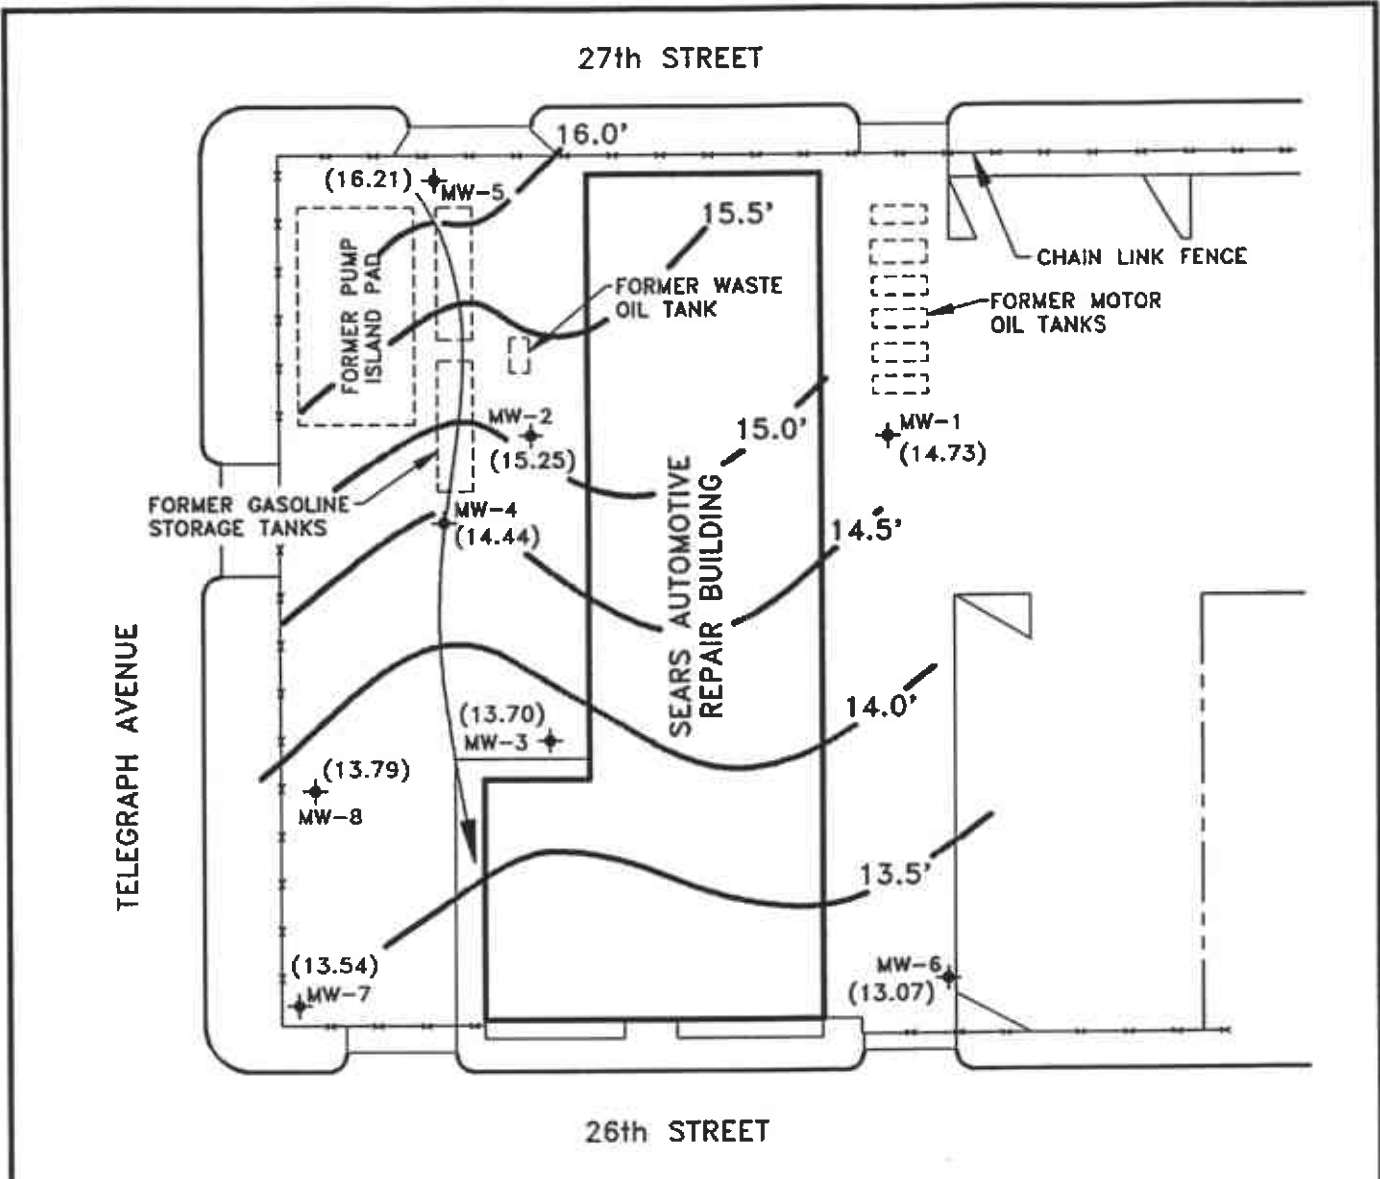 27th STREET
16.0'
(16.21)
MW-5
15.5'
FORMER PUMP
ISLAND PAD
FORMER WASTE
OIL TANK
CHAIN LINK FENCE
FORMER MOTOR
OIL TANKS
MW-2
(15.25)
15.0'
MW-1
(14.73)
FORMER GASOLINE
STORAGE TANKS
MW-4
(14.44)
14.5'
SEARS AUTOMOTIVE
REPAIR BUILDING
TELEGRAPH AVENUE
14.0'
(13.70)
MW-3
(13.79)
MW-8
13.5'
(13.54)
MW-7
MW-6
(13.07)
26th STREET